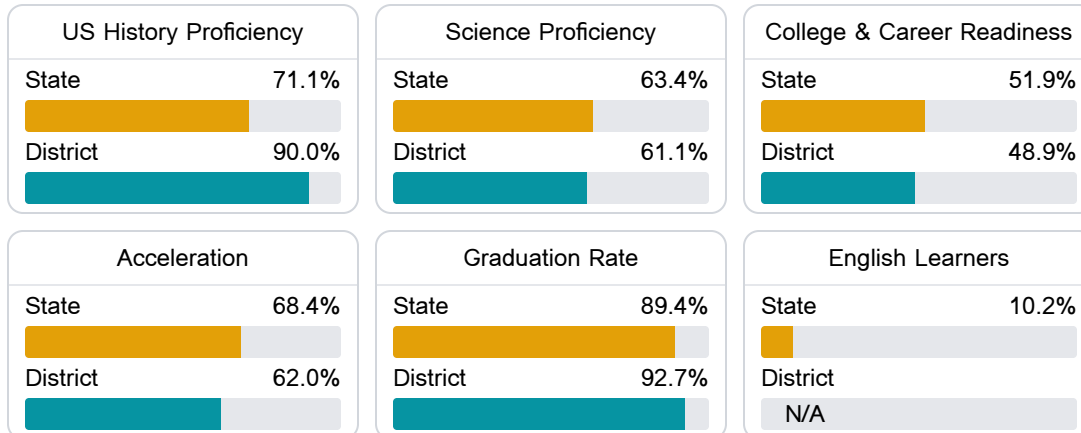 US History Proficiency
State 71.1%
District 90.0%
Science Proficiency
State 63.4%
District 61.1%
College & Career Readiness
State 51.9%
District 48.9%
Acceleration
State 68.4%
District 62.0%
Graduation Rate
State 89.4%
District 92.7%
English Learners
State 10.2%
District
N/A